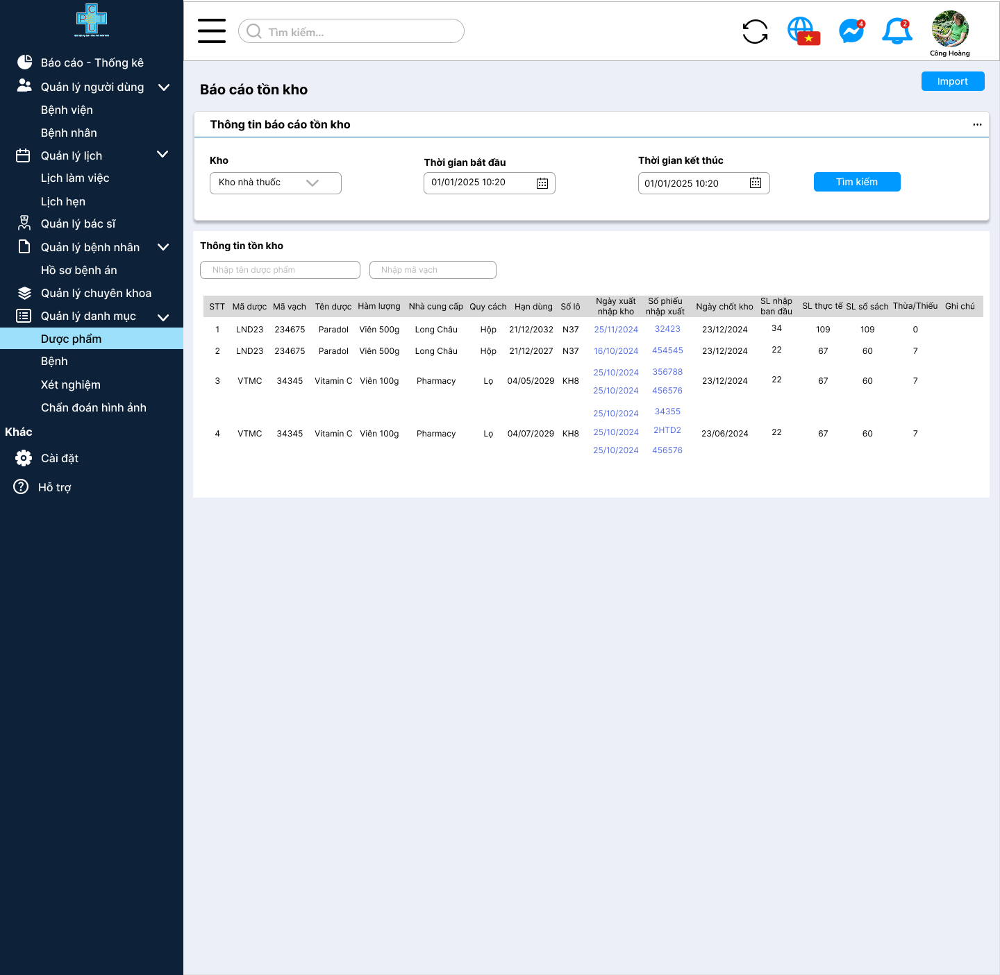 PCTU
Báo cáo - Thống kê
Quản lý người dùng
Bệnh viện
Bệnh nhân
Quản lý lịch
Lịch làm việc
Lịch hẹn
Quản lý bác sĩ
Quản lý bệnh nhân
Hồ sơ bệnh án
Quản lý chuyên khoa
Quản lý danh mục
Dược phẩm
Bệnh
Xét nghiệm
Chẩn đoán hình ảnh
Khác
Cài đặt
Hỗ trợ
Tìm kiếm...
4
2
Công Hoàng
Báo cáo tồn kho
Import
Thông tin báo cáo tồn kho
Kho
Thời gian bắt đầu
Thời gian kết thúc
Kho nhà thuốc
01/01/2025 10:20
01/01/2025 10:20
Tìm kiếm
Thông tin tồn kho
Nhập tên dược phẩm
Nhập mã vạch
STT Mã dược Mã vạch Tên dược Hàm lượng Nhà cung cấp Quy cách Hạn dùng Số lô Ngày xuất nhập kho Số phiếu nhập xuất Ngày chốt kho SL nhập ban đầu SL thực tế SL sổ sách Thừa/Thiếu Ghi chú
1 LND23 234675 Paradol Viên 500g Long Châu Hộp 21/12/2032 N37 25/11/2024 32423 23/12/2024 34 109 109 0
2 LND23 234675 Paradol Viên 500g Long Châu Hộp 21/12/2027 N37 16/10/2024 454545 23/12/2024 22 67 60 7
25/10/2024 356788
3 VTMC 34345 Vitamin C Viên 100g Pharmacy Lọ 04/05/2029 KH8 23/12/2024 22 67 60 7
25/10/2024 456576
25/10/2024 34355
4 VTMC 34345 Vitamin C Viên 100g Pharmacy Lọ 04/07/2029 KH8 25/10/2024 2HTD2 23/06/2024 22 67 60 7
25/10/2024 456576